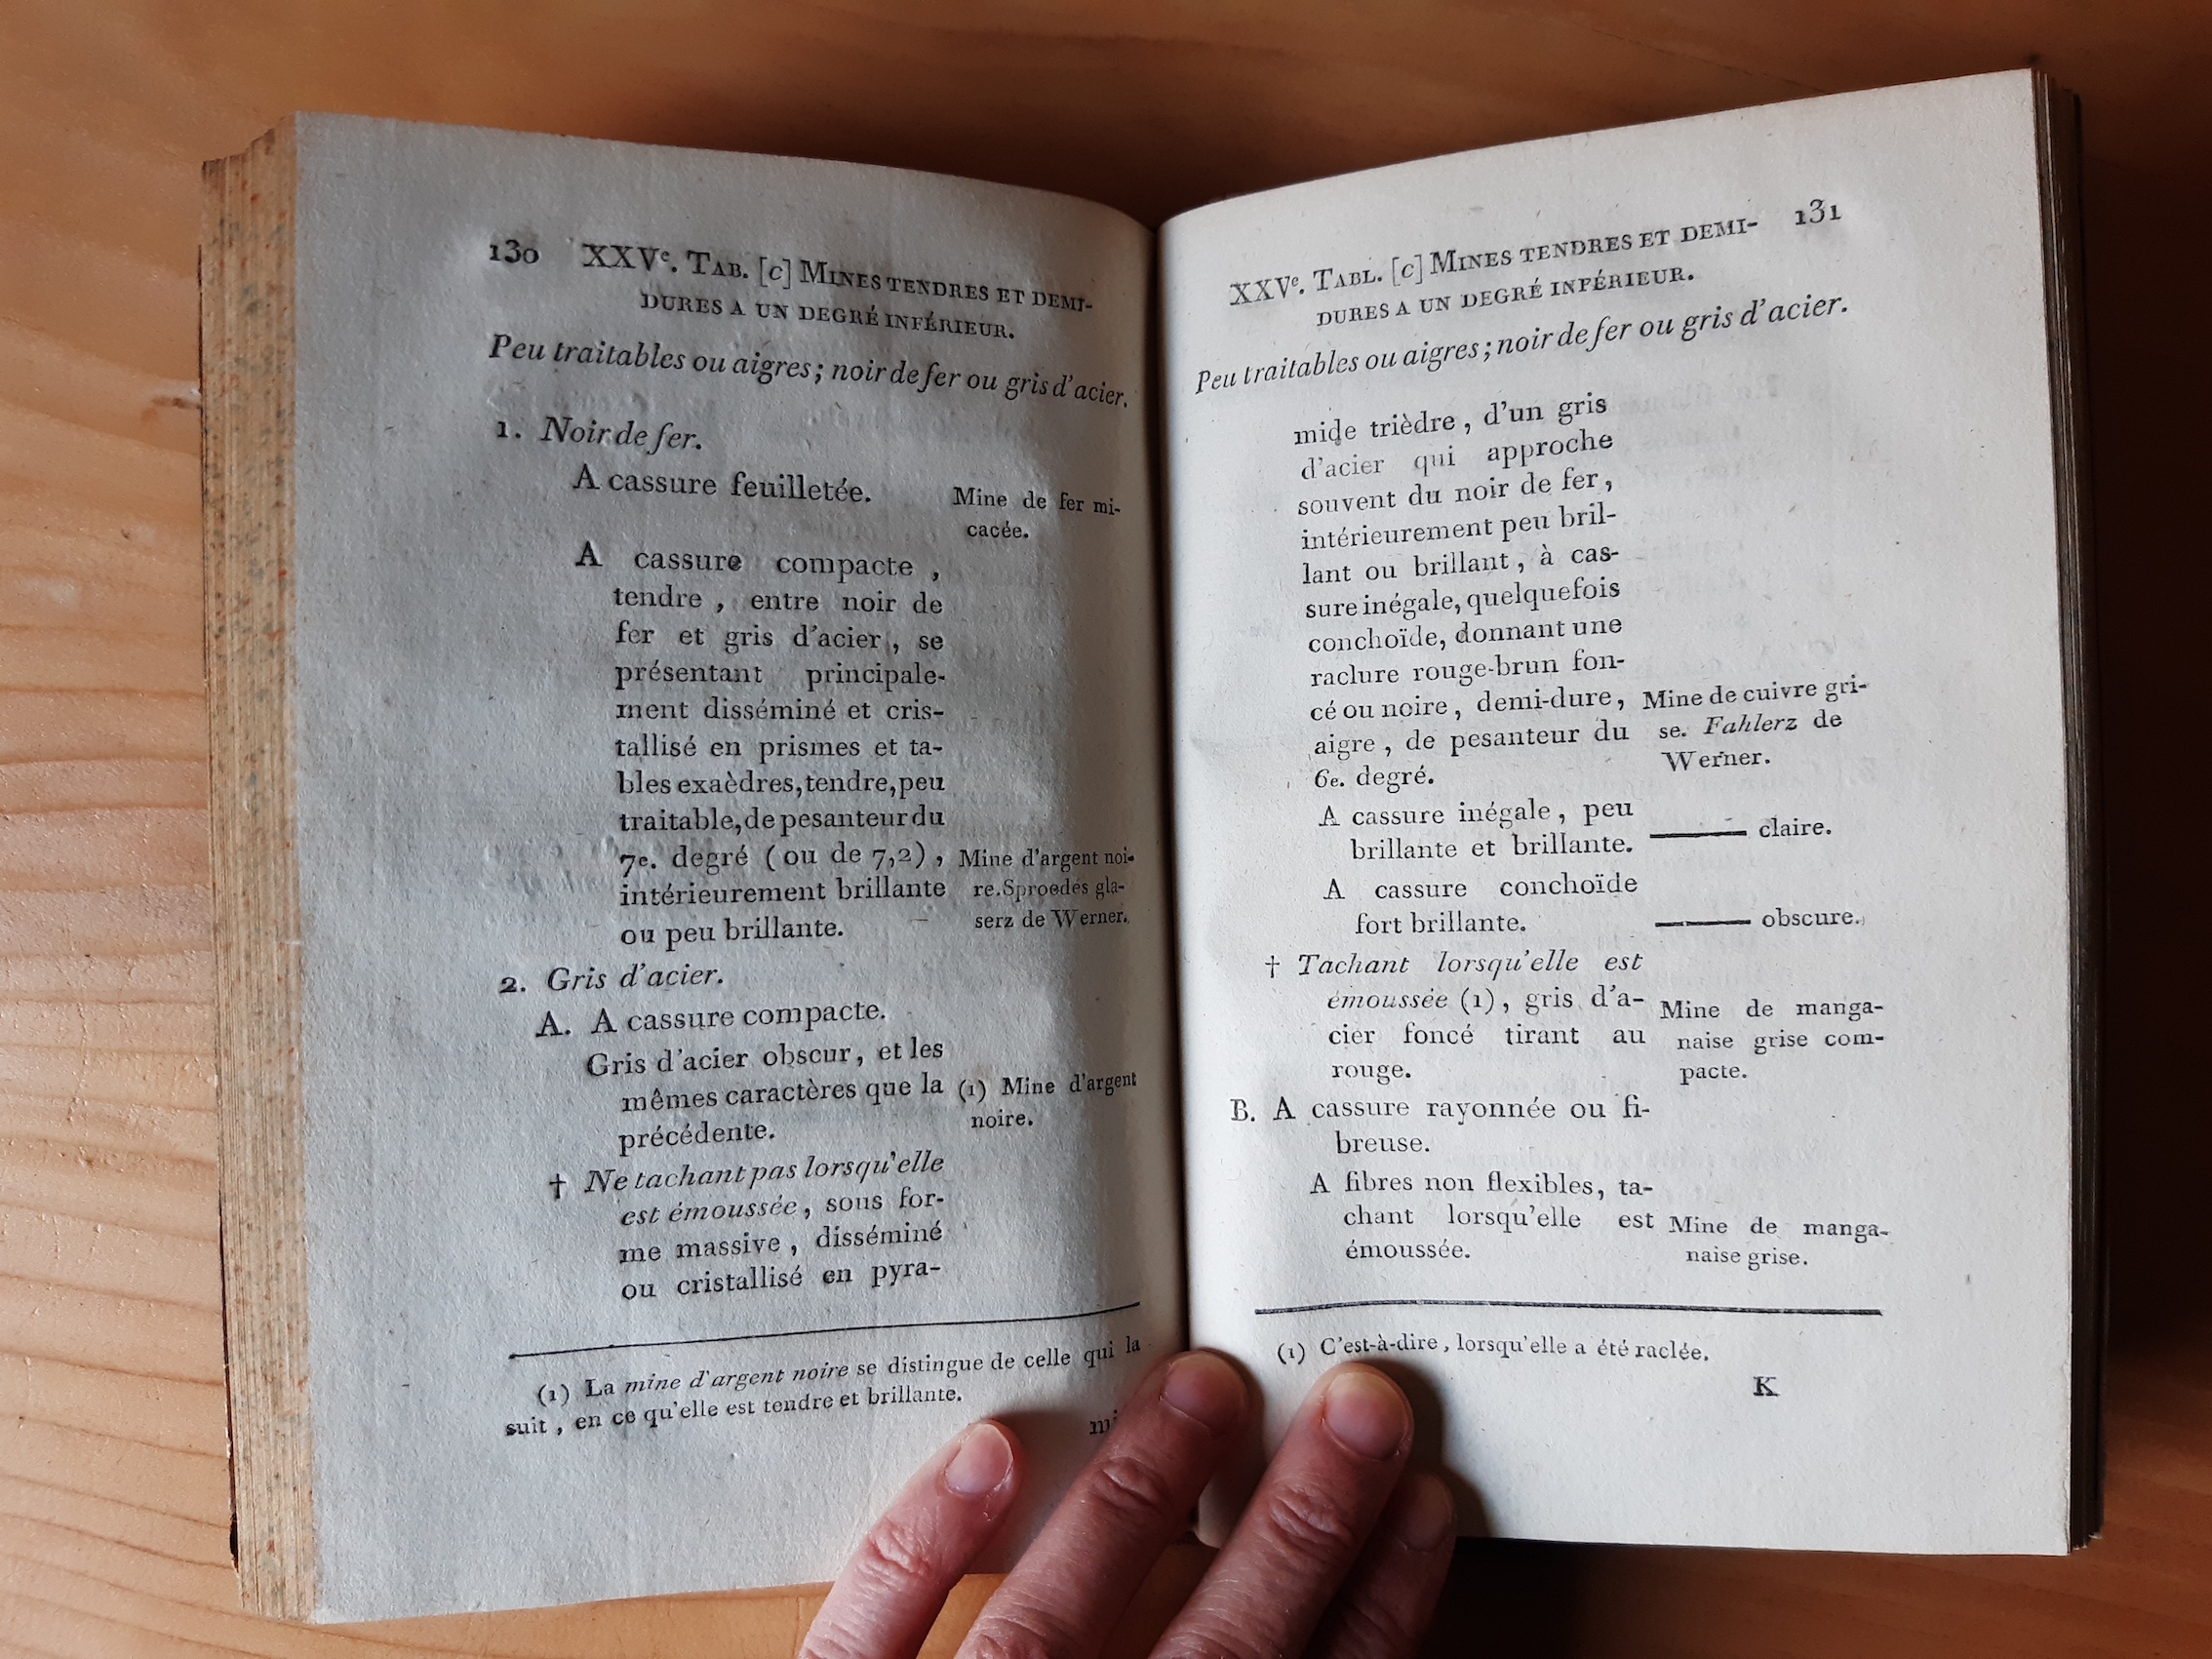 130 XXVe. TAB. [c] MINES TENDRES ET DEMI-
DURES A UN DEGRÉ INFÉRIEUR.
Peu traitables ou aigres; noir de fer ou gris d'acier.
1. Noir de fer.
A cassure feuilletée.
Mine de fer mi-
cacée.
A cassure compacte ,
tendre , entre noir de
fer et gris d'acier , se
présentant principale-
ment disséminé et cris-
tallisé en prismes et ta-
bles exaèdres, tendre, peu
traitable, de pesanteur du
7e. degré ( ou de 7,2) ,
intérieurement brillante
ou peu brillante.
Mine d'argent noi-
re. Sproedes gla-
serz de Werner.
2. Gris d'acier.
A. A cassure compacte.
Gris d'acier obscur, et les
mêmes caractères que la
précédente.
(1) Mine d'argent
noire.
† Ne tachant pas lorsqu'elle
est émoussée , sous for-
me massive , disséminé
ou cristallisé en pyra-
(1) La mine d'argent noire se distingue de celle qui la
suit , en ce qu'elle est tendre et brillante.
XXVe. TABL. [c] MINES TENDRES ET DEMI- 131
DURES A UN DEGRÉ INFÉRIEUR.
Peu traitables ou aigres; noir de fer ou gris d'acier.
mide trièdre , d'un gris
d'acier qui approche
souvent du noir de fer ,
intérieurement peu bril-
lant ou brillant , à cas-
sure inégale, quelquefois
conchoïde, donnant une
raclure rouge-brun fon-
cé ou noire , demi-dure ,
aigre , de pesanteur du
6e. degré.
Mine de cuivre gri-
se. Fahlerz de
Werner.
A cassure inégale , peu
brillante et brillante.
——— claire.
A cassure conchoïde
fort brillante.
——— obscure.
† Tachant lorsqu'elle est
émoussée (1) , gris d'a-
cier foncé tirant au
rouge.
Mine de manga-
naise grise com-
pacte.
B. A cassure rayonnée ou fi-
breuse.
A fibres non flexibles, ta-
chant lorsqu'elle est
émoussée.
Mine de manga-
naise grise.
(1) C'est-à-dire , lorsqu'elle a été raclée.
K